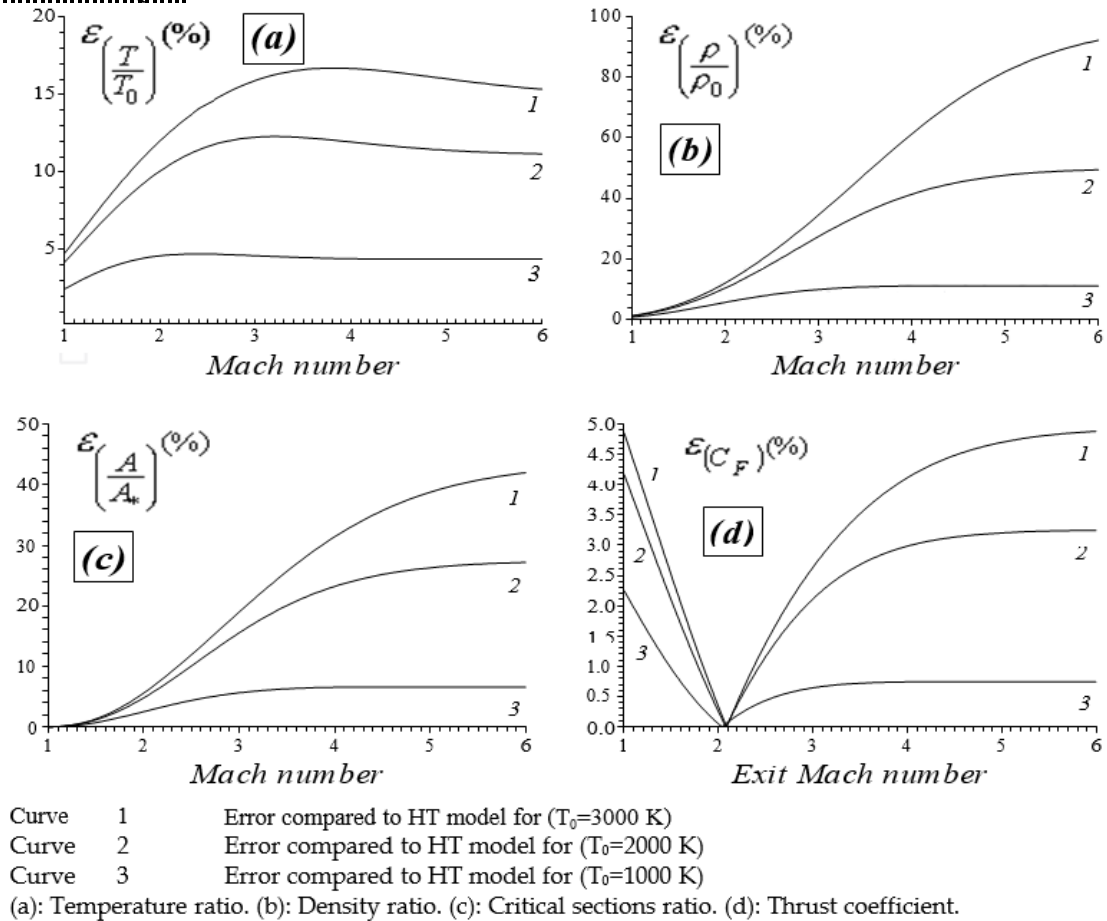 20
15
10
5
ε(T/T₀)(%)
(a)
1
2
3
1 2 3 4 5 6
Mach number
100
80
60
40
20
0
ε(ρ/ρ₀)(%)
(b)
1
2
3
1 2 3 4 5 6
Mach number
50
40
30
20
10
0
ε(A/A*)(%)
(c)
1
2
3
1 2 3 4 5 6
Mach number
5.0
4.5
4.0
3.5
3.0
2.5
2.0
1 5
1.0
0.5
0.0
ε(C_F)(%)
(d)
1
2
3
1
2
3
1 2 3 4 5 6
Exit Mach number
Curve 1 Error compared to HT model for (T₀=3000 K)
Curve 2 Error compared to HT model for (T₀=2000 K)
Curve 3 Error compared to HT model for (T₀=1000 K)
(a): Temperature ratio. (b): Density ratio. (c): Critical sections ratio. (d): Thrust coefficient.